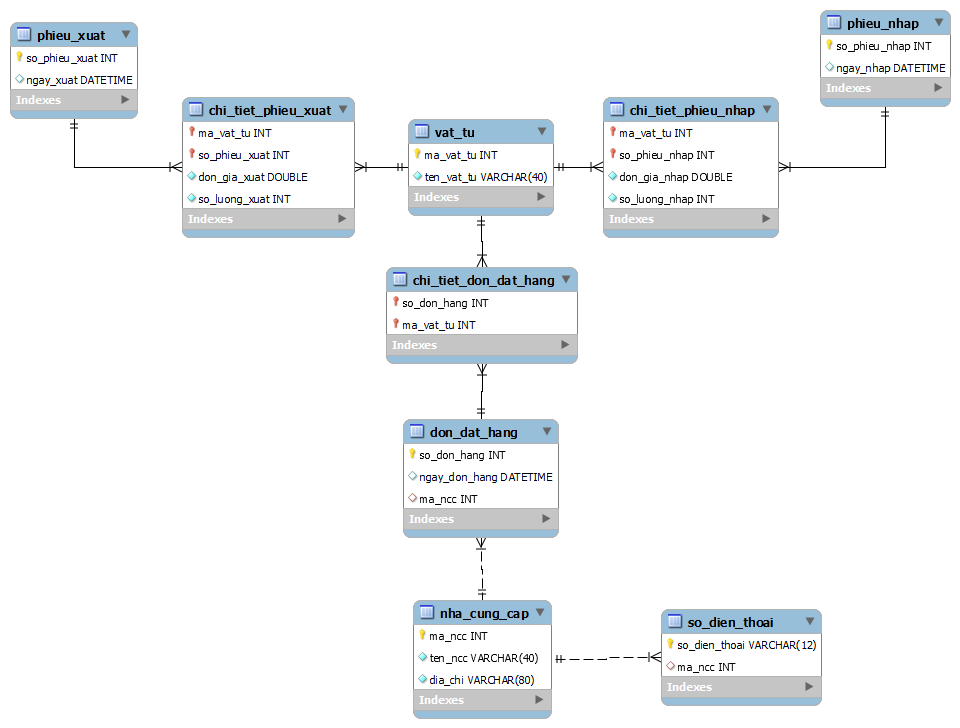 phieu_xuat
so_phieu_xuat INT
ngay_xuat DATETIME
Indexes
phieu_nhap
so_phieu_nhap INT
ngay_nhap DATETIME
Indexes
chi_tiet_phieu_xuat
ma_vat_tu INT
so_phieu_xuat INT
don_gia_xuat DOUBLE
so_luong_xuat INT
Indexes
vat_tu
ma_vat_tu INT
ten_vat_tu VARCHAR(40)
Indexes
chi_tiet_phieu_nhap
ma_vat_tu INT
so_phieu_nhap INT
don_gia_nhap DOUBLE
so_luong_nhap INT
Indexes
chi_tiet_don_dat_hang
so_don_hang INT
ma_vat_tu INT
Indexes
don_dat_hang
so_don_hang INT
ngay_don_hang DATETIME
ma_ncc INT
Indexes
nha_cung_cap
ma_ncc INT
ten_ncc VARCHAR(40)
dia_chi VARCHAR(80)
Indexes
so_dien_thoai
so_dien_thoai VARCHAR(12)
ma_ncc INT
Indexes